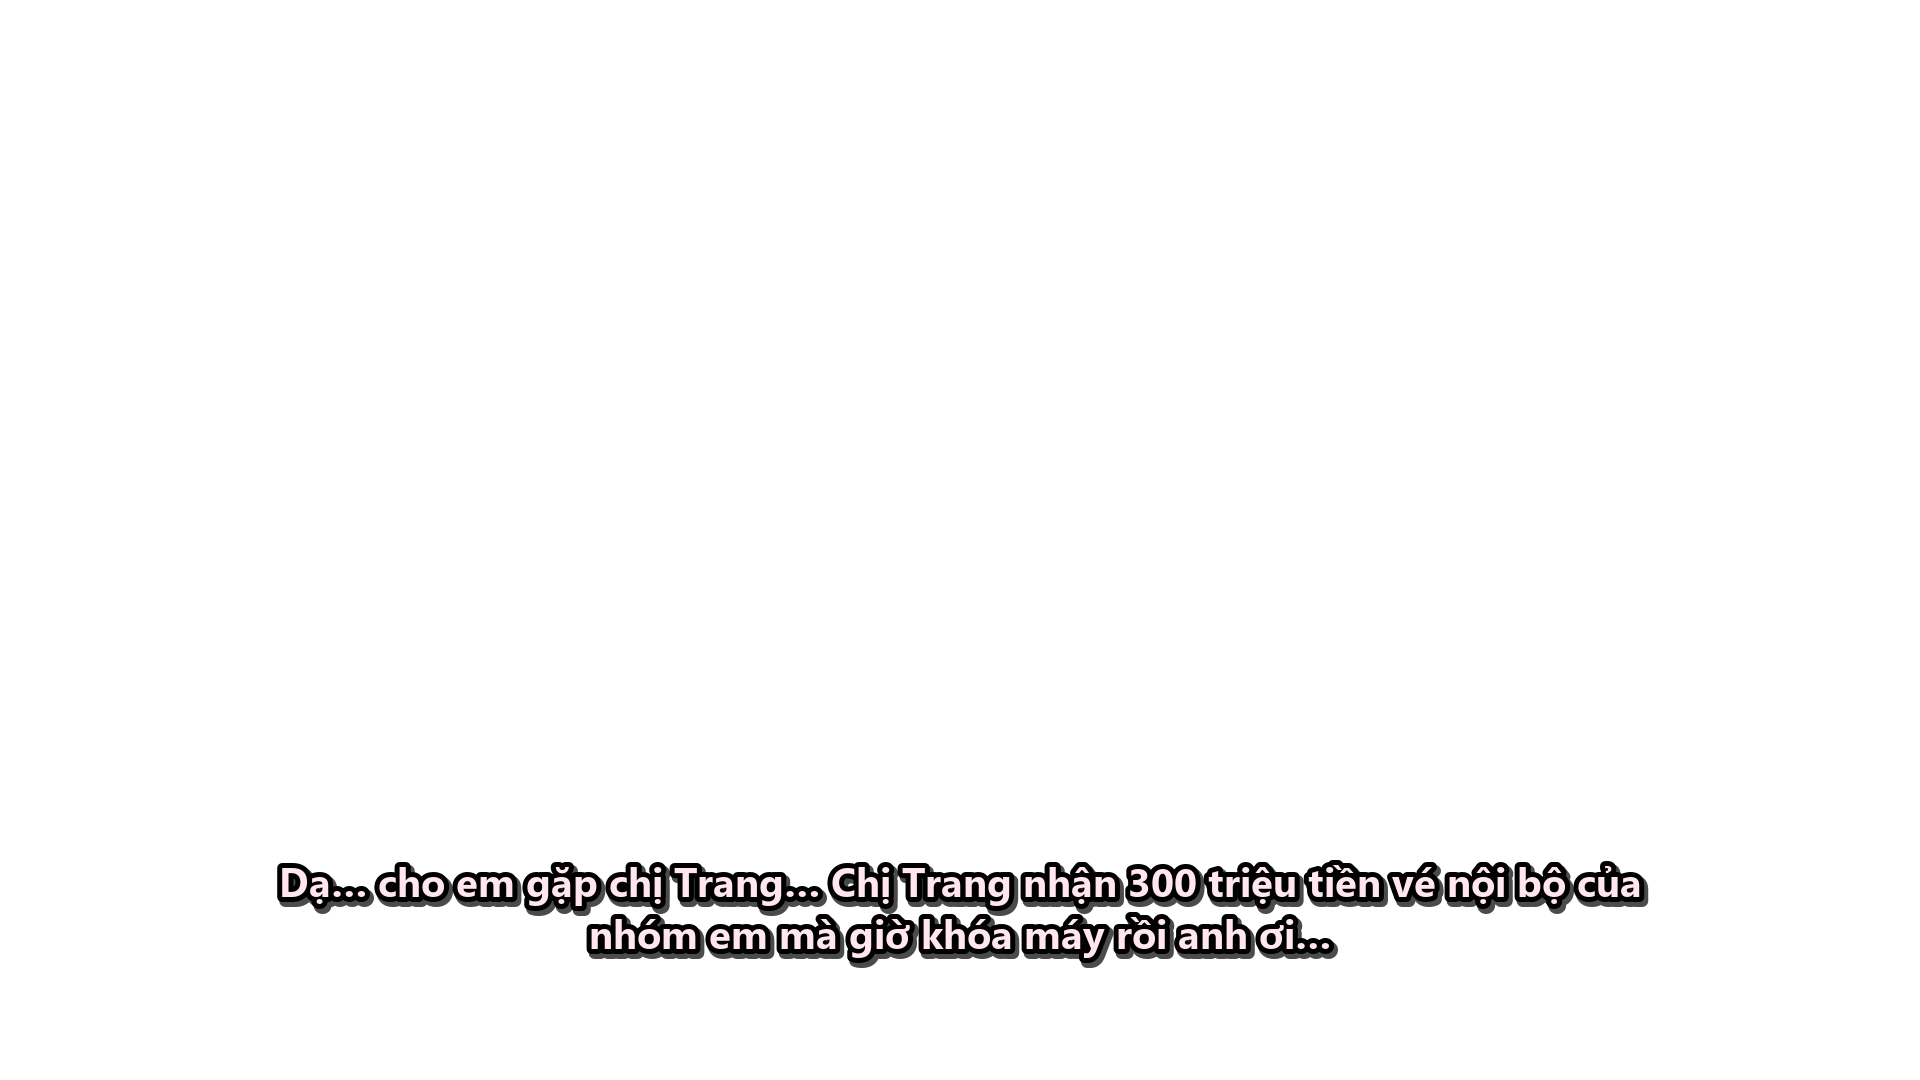 Dạ... cho em gặp chị Trang... Chị Trang nhận 300 triệu tiền vé nội bộ của
nhóm em mà giờ khóa máy rồi anh ơi...